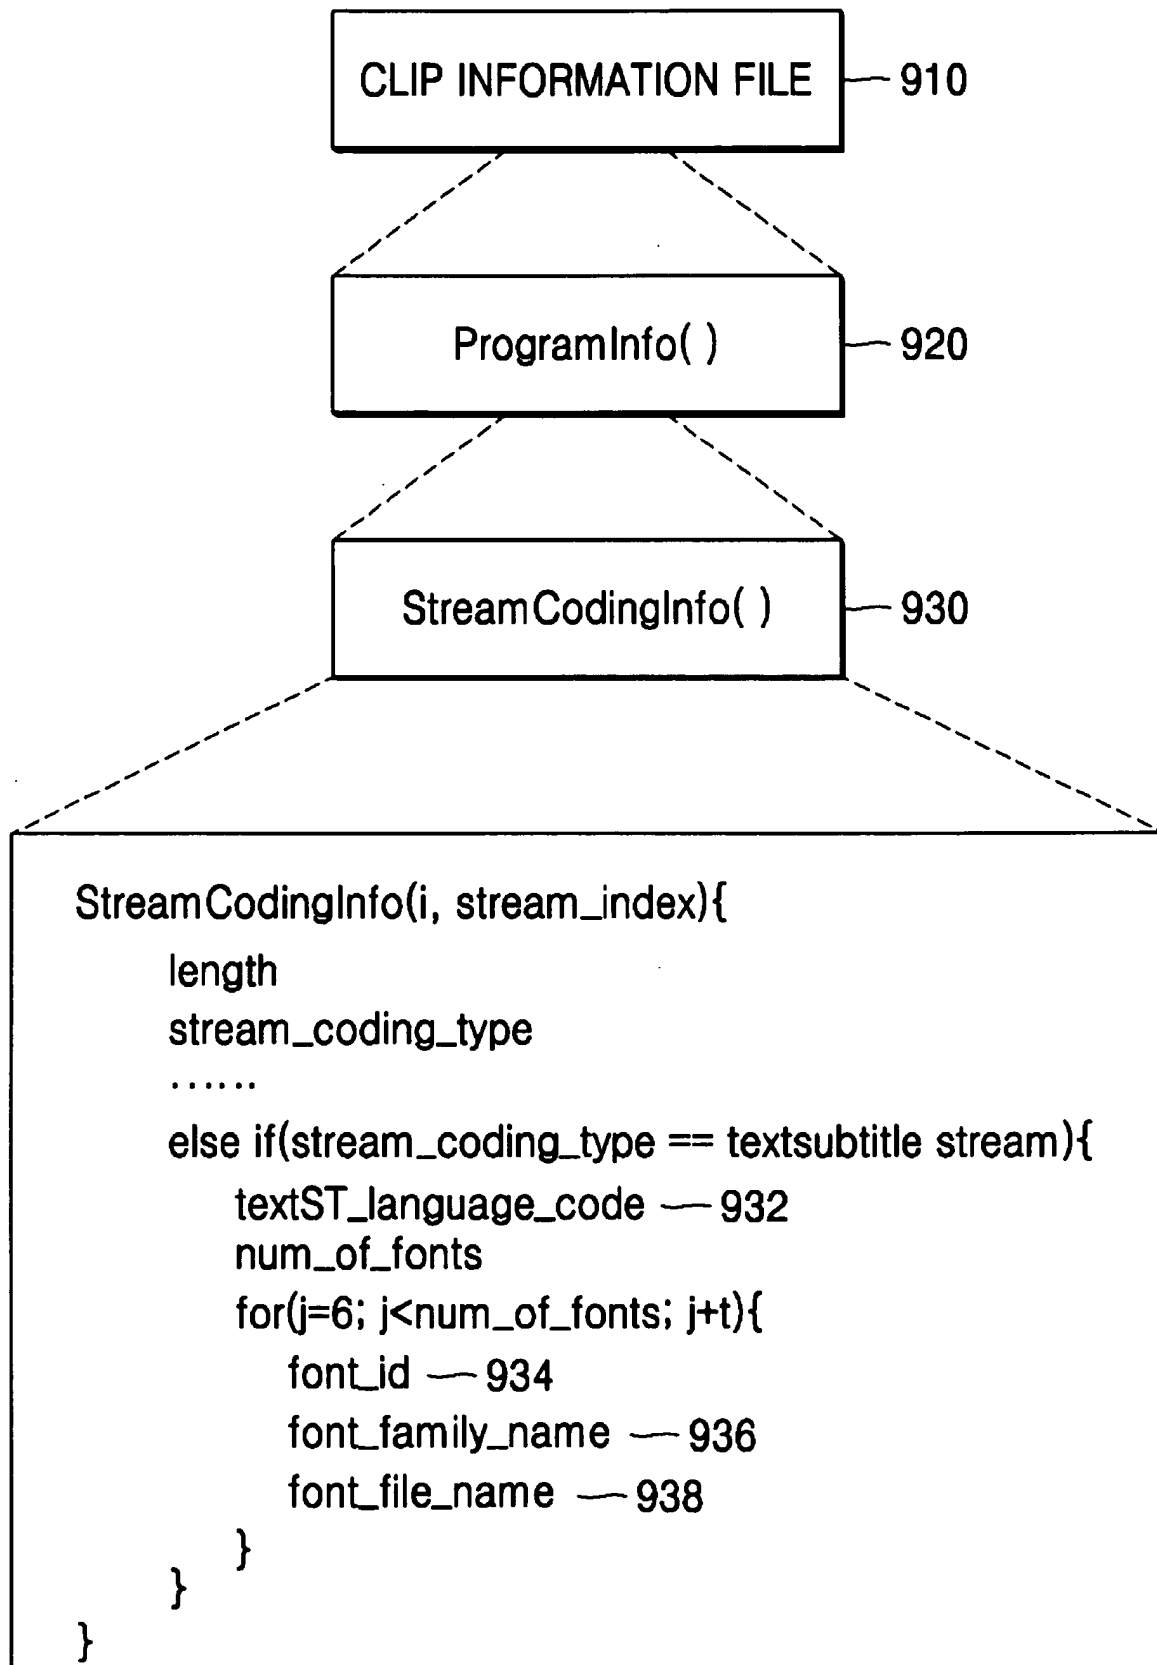 CLIP INFORMATION FILE 910
ProgramInfo( ) 920
StreamCodingInfo( ) 930
StreamCodingInfo(i, stream_index){
length
stream_coding_type
......
else if(stream_coding_type == textsubtitle stream){
textST_language_code 932
num_of_fonts
for(j=6; j<num_of_fonts; j+t){
font_id 934
font_family_name 936
font_file_name 938
}
}
}